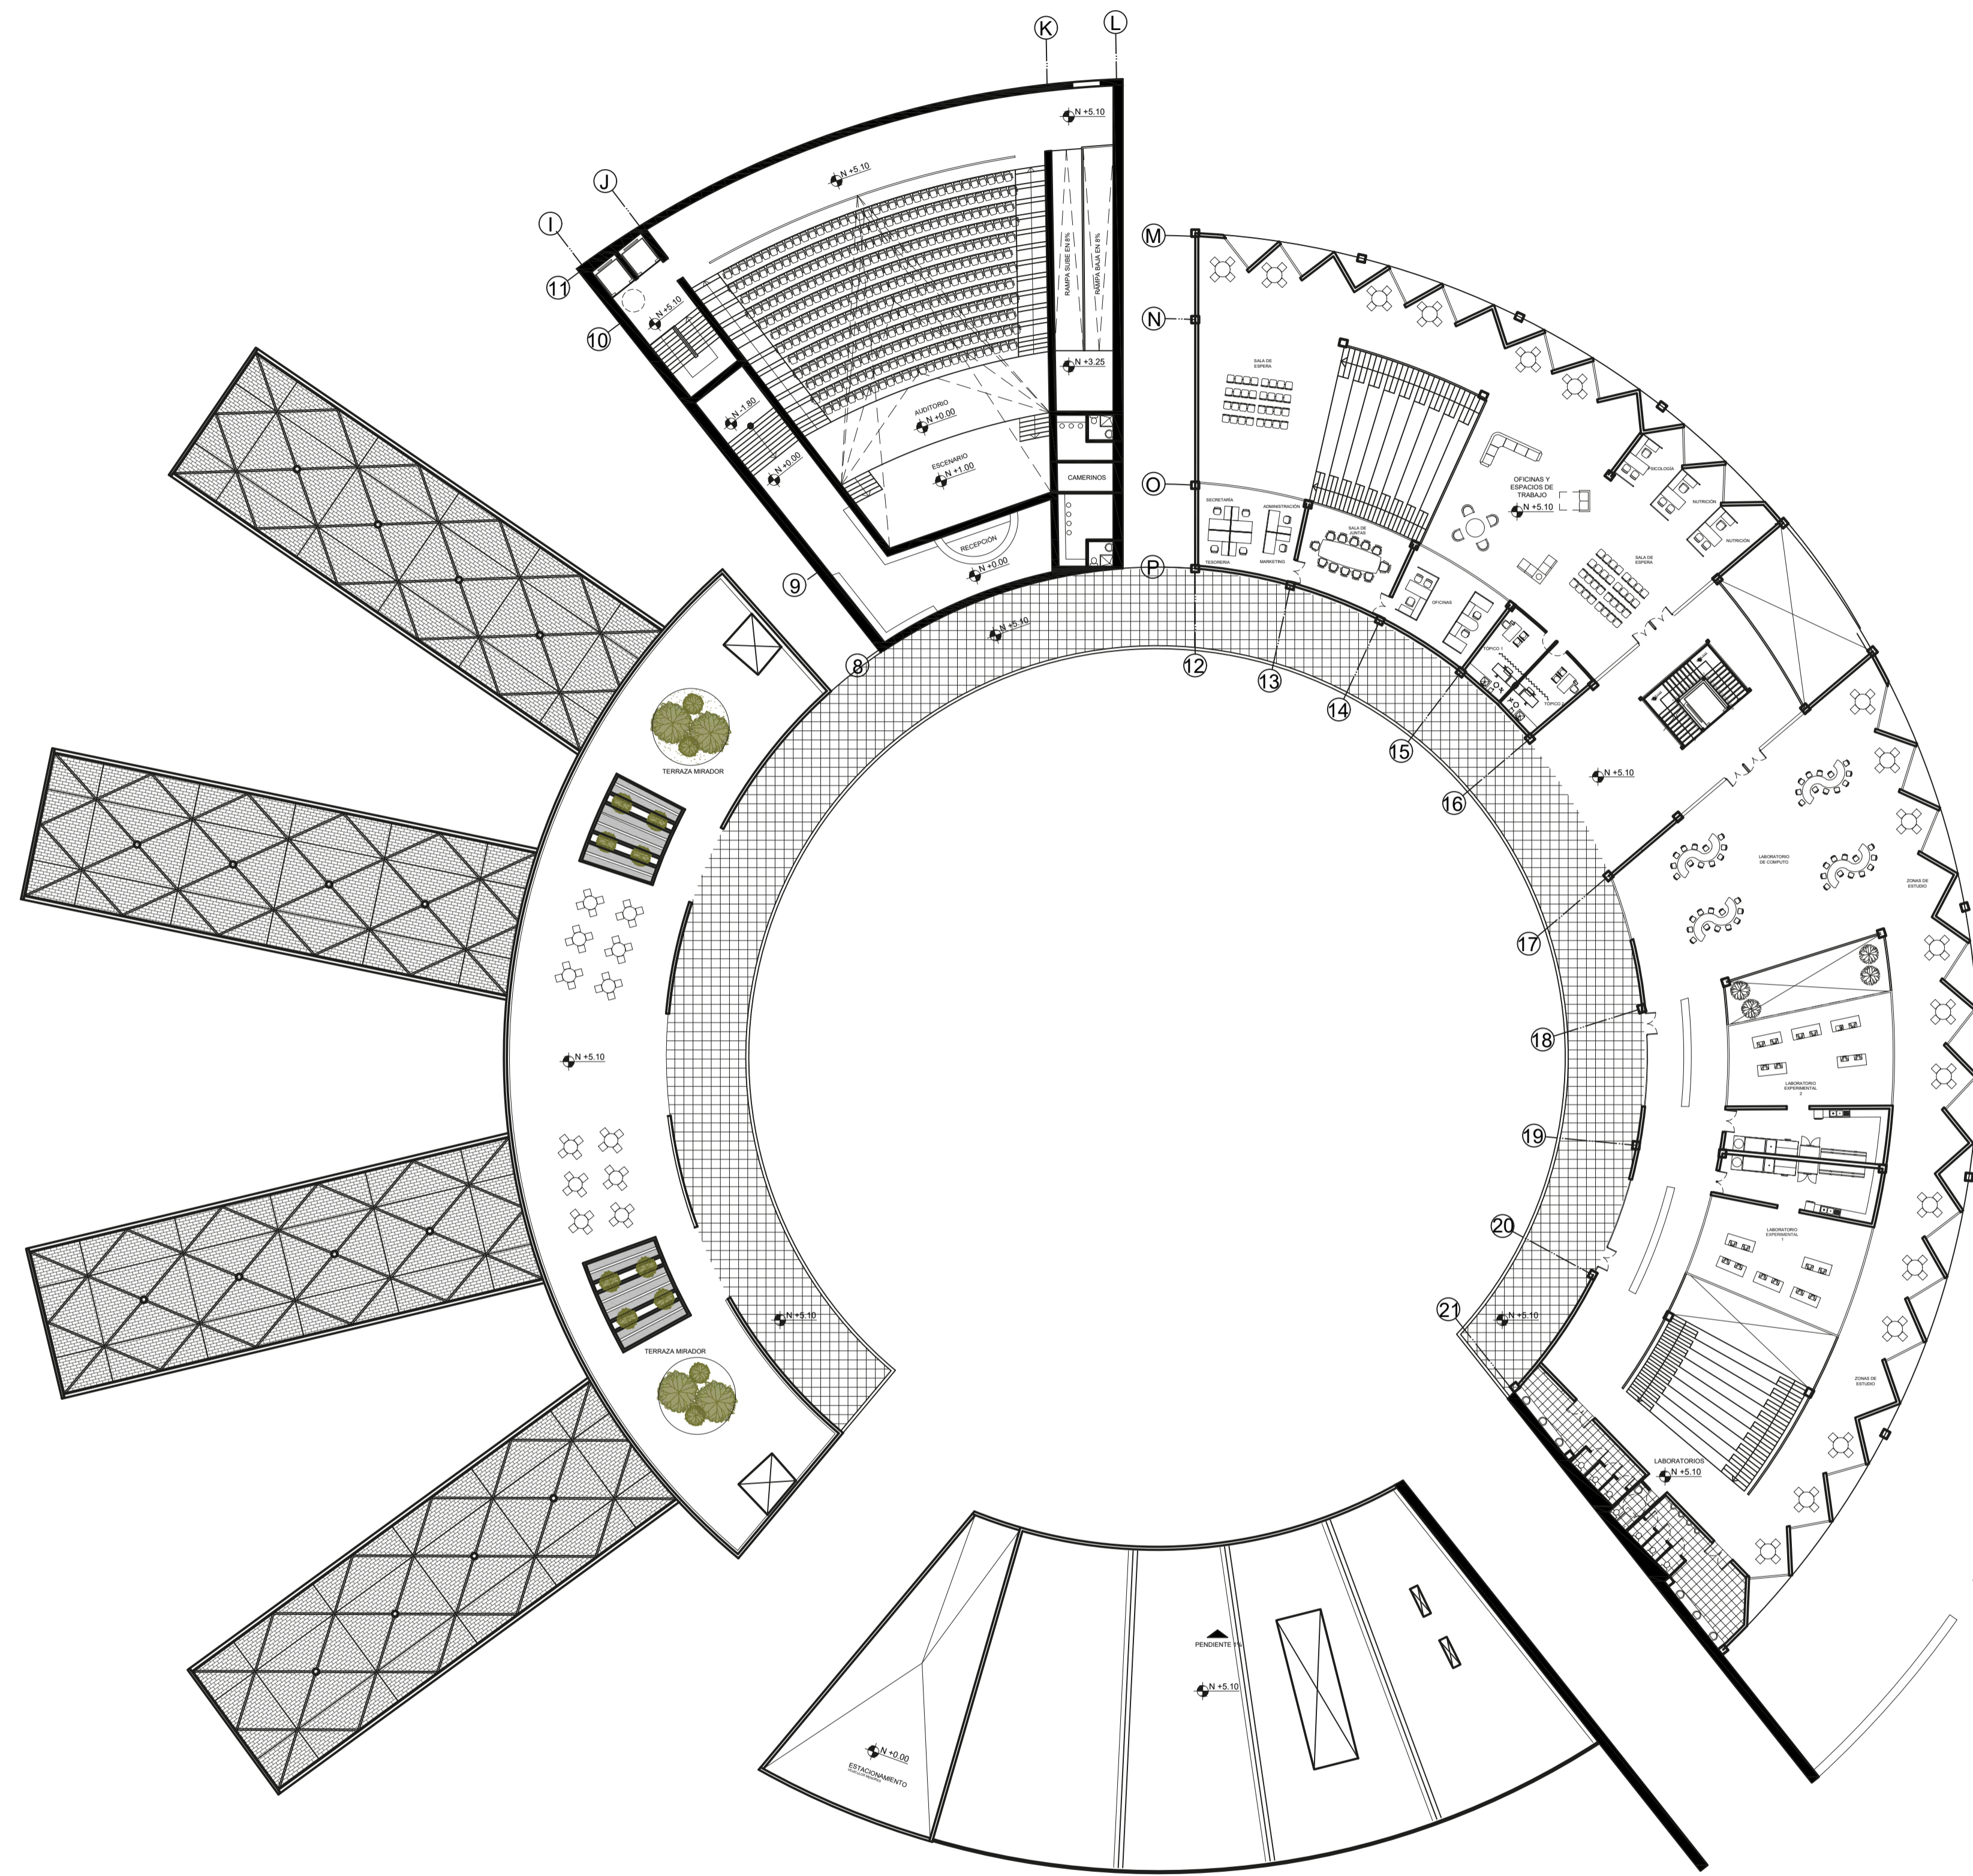 K
L
N +5.10
N +5.10
J
I
11
10
N +5.10
RAMPA SUBE EN 8%
RAMPA BAJA EN 8%
M
N
N +3.25
SALA DE
ESPERA
N -1.80
AUDITORIO
N +0.00
ESCENARIO
N +1.00
N +0.00
CAMERINOS
O
OFICINAS Y
ESPACIOS DE
TRABAJO
N +5.10
NUTRICIÓN
NUTRICIÓN
SECRETARÍA
ADMINISTRACIÓN
SALA DE
JUNTAS
RECEPCIÓN
N +0.00
TESORERIA
MARKETING
SALA DE
ESPERA
P
9
OFICINAS
N +5.10
TÓPICO 1
8
12
13
14
15
16
N +5.10
TERRAZA MIRADOR
LABORATORIO
DE COMPUTO
ZONAS DE
ESTUDIO
17
18
N +5.10
LABORATORIO
EXPERIMENTAL
2
19
20
LABORATORIO
EXPERIMENTAL
1
21
N +5.10
N +5.10
TERRAZA MIRADOR
ZONAS DE
ESTUDIO
LABORATORIOS
N +5.10
PENDIENTE 1%
N +5.10
N +0.00
ESTACIONAMIENTO